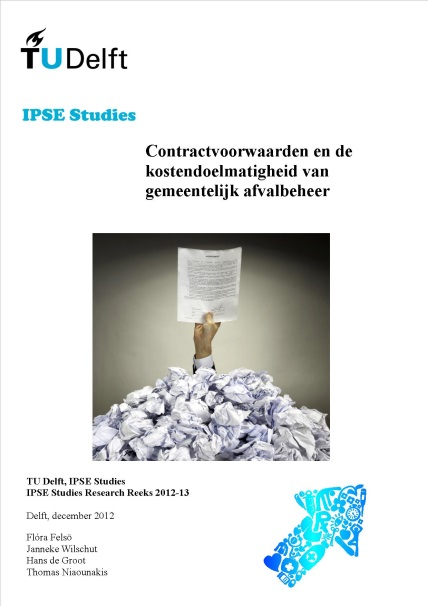 TUDelft
IPSE Studies
Contractvoorwaarden en de
kostendoelmatigheid van
gemeentelijk afvalbeheer
TU Delft, IPSE Studies
IPSE Studies Research Reeks 2012-13
Delft, december 2012
Flóra Felsö
Janneke Wilschut
Hans de Groot
Thomas Niaounakis